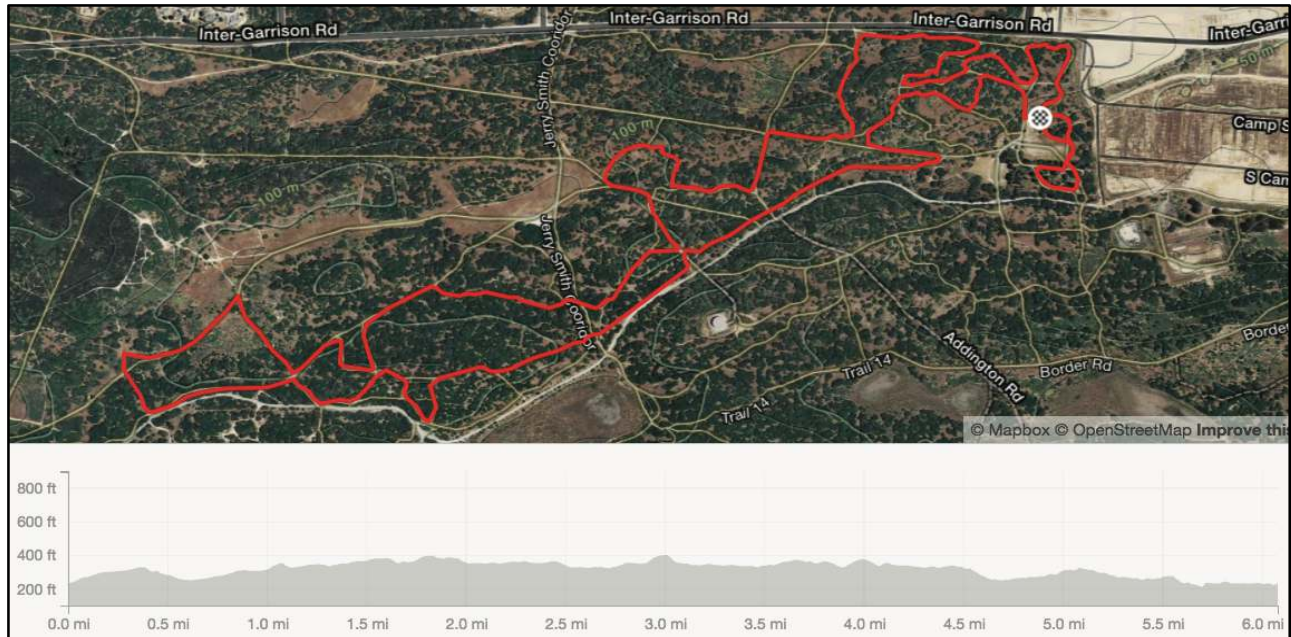 Inter-Garrison Rd
Inter-Garrison Rd
Inter-Garrison Rd
Inter-Garri
50 m
Jerry Smith Cooridor
100 m
Camp S
S Cam
100 m
Jerry Smith Cooridor
Addington Rd
Border
Trail 14
Border Rd
Trail 14
© Mapbox © OpenStreetMap Improve this
800 ft
600 ft
400 ft
200 ft
0.0 mi 0.5 mi 1.0 mi 1.5 mi 2.0 mi 2.5 mi 3.0 mi 3.5 mi 4.0 mi 4.5 mi 5.0 mi 5.5 mi 6.0 mi